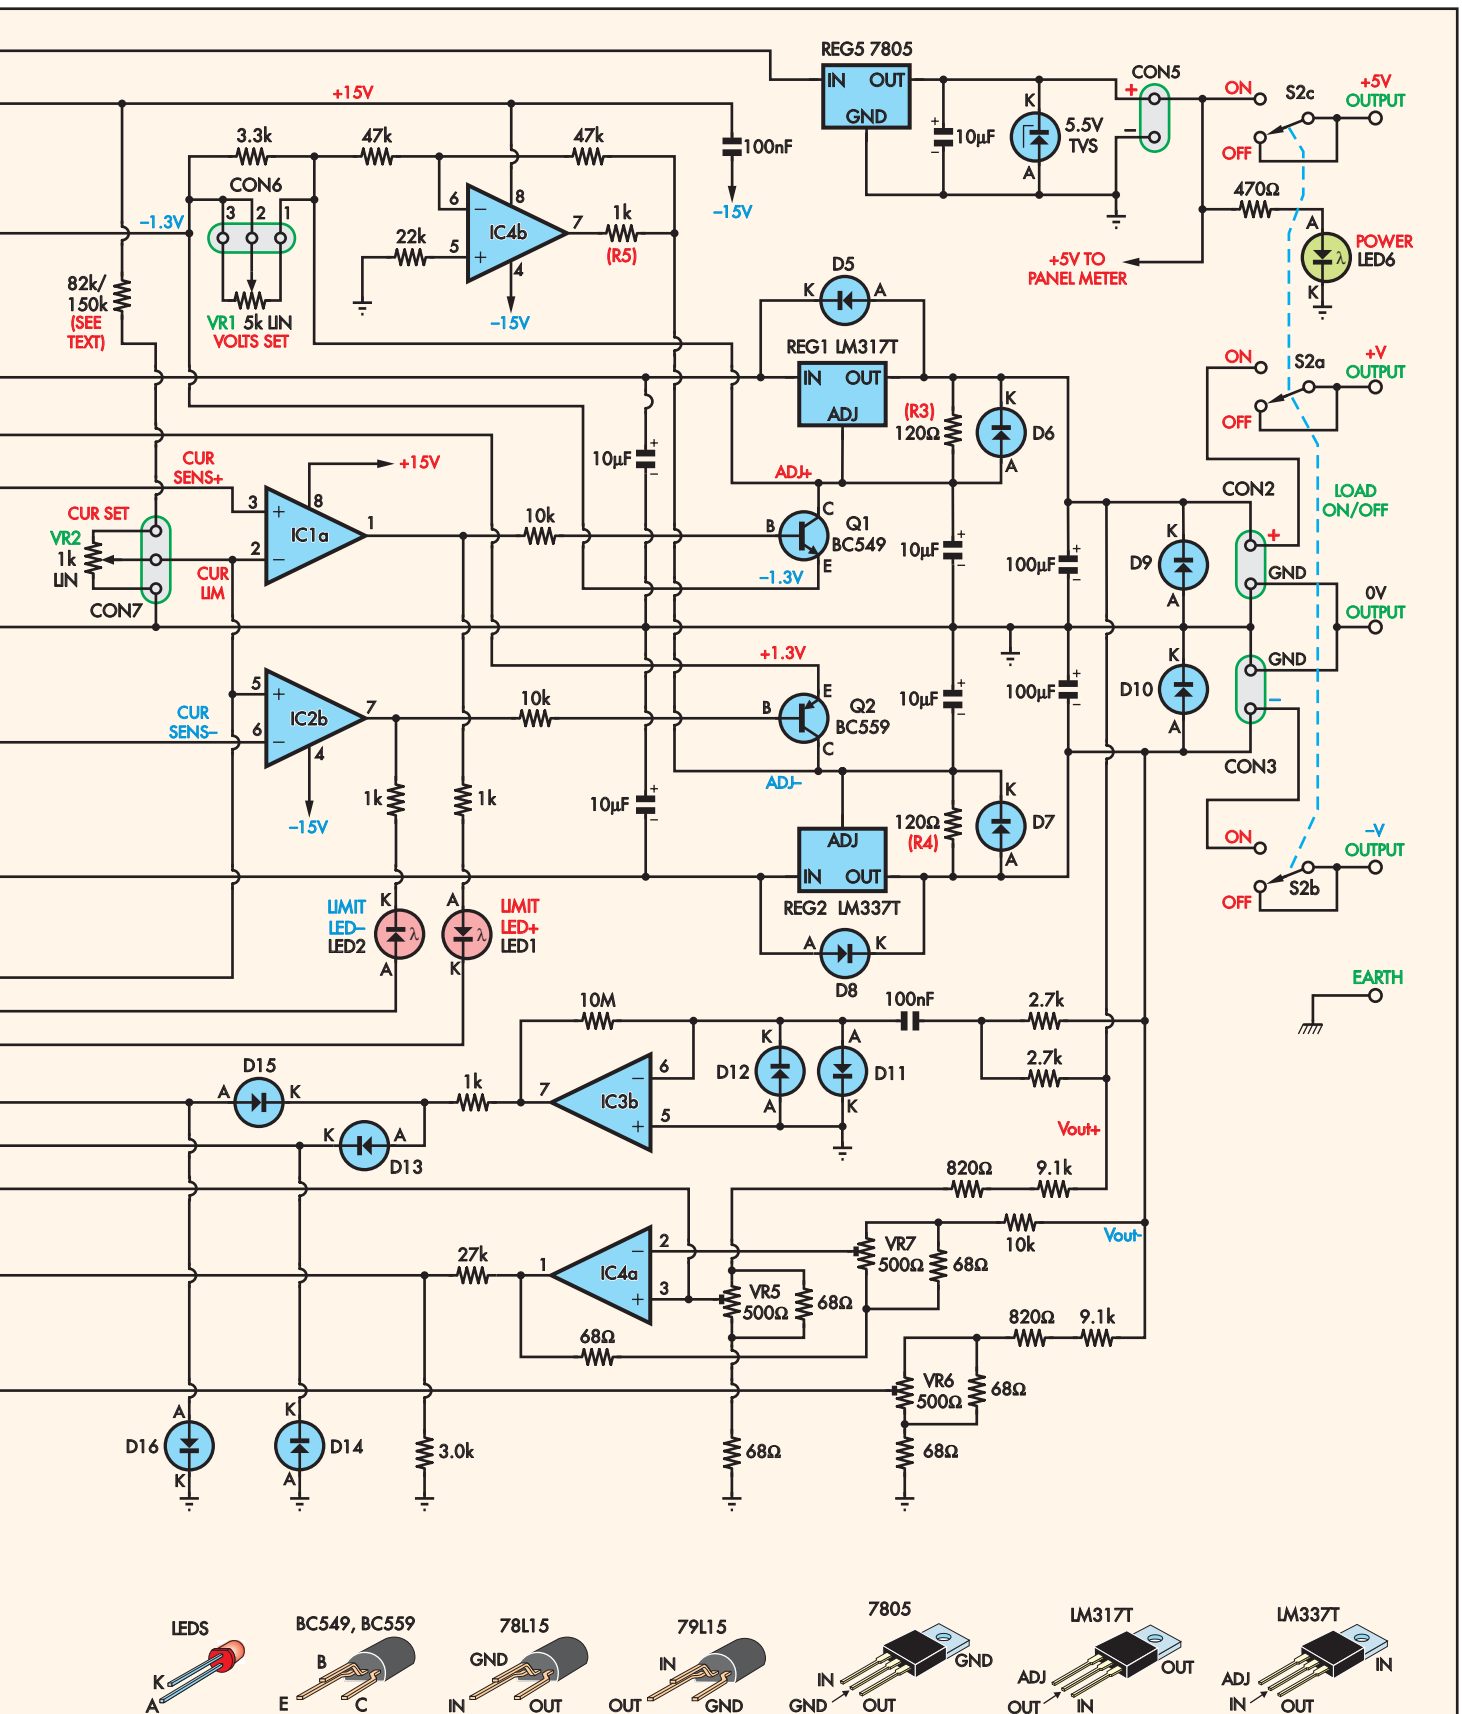 REG5 7805
IN OUT
GND
+
10µF
–
K
5.5V
TVS
A
CON5
+
–
ON
S2c
OFF
+5V
OUTPUT
470Ω
A
POWER
LED6
λ
K
+5V TO
PANEL METER
+15V
3.3k
47k
47k
100nF
–15V
CON6
3 2 1
–1.3V
6
–
8
IC4b
7
5
+
4
–15V
22k
1k
(R5)
82k/
150k
(SEE
TEXT)
VR1 5k LIN
VOLTS SET
D5
K A
REG1 LM317T
IN OUT
ADJ
(R3)
120Ω
K
D6
A
ON
S2a
OFF
+V
OUTPUT
10µF
+
–
ADJ+
CUR
SENS+
+15V
3
+
8
IC1a
1
2
–
CUR SET
VR2
1k
LIN
CON7
CUR
LIM
10k
B
C
Q1
BC549
E
–1.3V
10µF
+
–
100µF
+
–
K
D9
A
CON2
+
GND
LOAD
ON/OFF
0V
OUTPUT
+1.3V
5
+
7
IC2b
6
–
4
–15V
CUR
SENS–
10k
B
E
Q2
BC559
C
ADJ–
10µF
+
–
100µF
+
–
K
D10
A
GND
–
CON3
1k
1k
10µF
+
–
120Ω
(R4)
K
D7
A
ADJ
IN OUT
REG2 LM337T
ON
S2b
OFF
–V
OUTPUT
LIMIT
LED–
LED2
K
λ
A
A
λ
K
LIMIT
LED+
LED1
A K
D8
EARTH
10M
100nF
2.7k
2.7k
D15
A K
1k
7
6
–
IC3b
5
+
K
D12
A
A
D11
K
K A
D13
Vout+
820Ω
9.1k
10k
Vout–
27k
1
2
–
IC4a
3
+
VR7
500Ω
68Ω
VR5
500Ω
68Ω
68Ω
820Ω
9.1k
VR6
500Ω
68Ω
A
D16
K
K
D14
A
3.0k
68Ω
68Ω
LEDS
K
A
BC549, BC559
B
E
C
78L15
GND
IN
OUT
79L15
IN
OUT
GND
7805
IN
GND
OUT
GND
LM317T
ADJ
OUT
IN
OUT
LM337T
ADJ
IN
OUT
IN